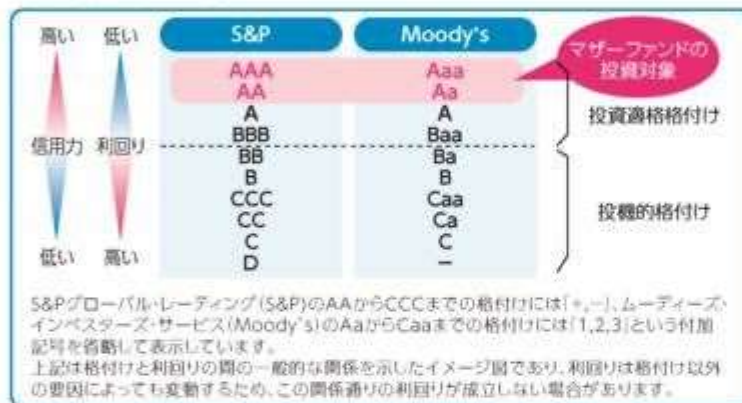 高い 低い S&P Moody's
マザーファンドの
投資対象
AAA Aaa
AA Aa
A A
投資適格格付け
BBB Baa
信用力 利回り
BB Ba
B B
CCC Caa
投機的格付け
CC Ca
C C
低い 高い
D −
S&Pグローバル・レーティング(S&P)のAAからCCCまでの格付けには「+,−」、ムーディーズ・
インベスターズ・サービス(Moody's)のAaからCaaまでの格付けには「1,2,3」という付加
記号を省略して表示しています。
上記は格付けと利回りの間の一般的な関係を示したイメージ図であり、利回りは格付け以外
の要因によっても変動するため、この関係通りの利回りが成立しない場合があります。